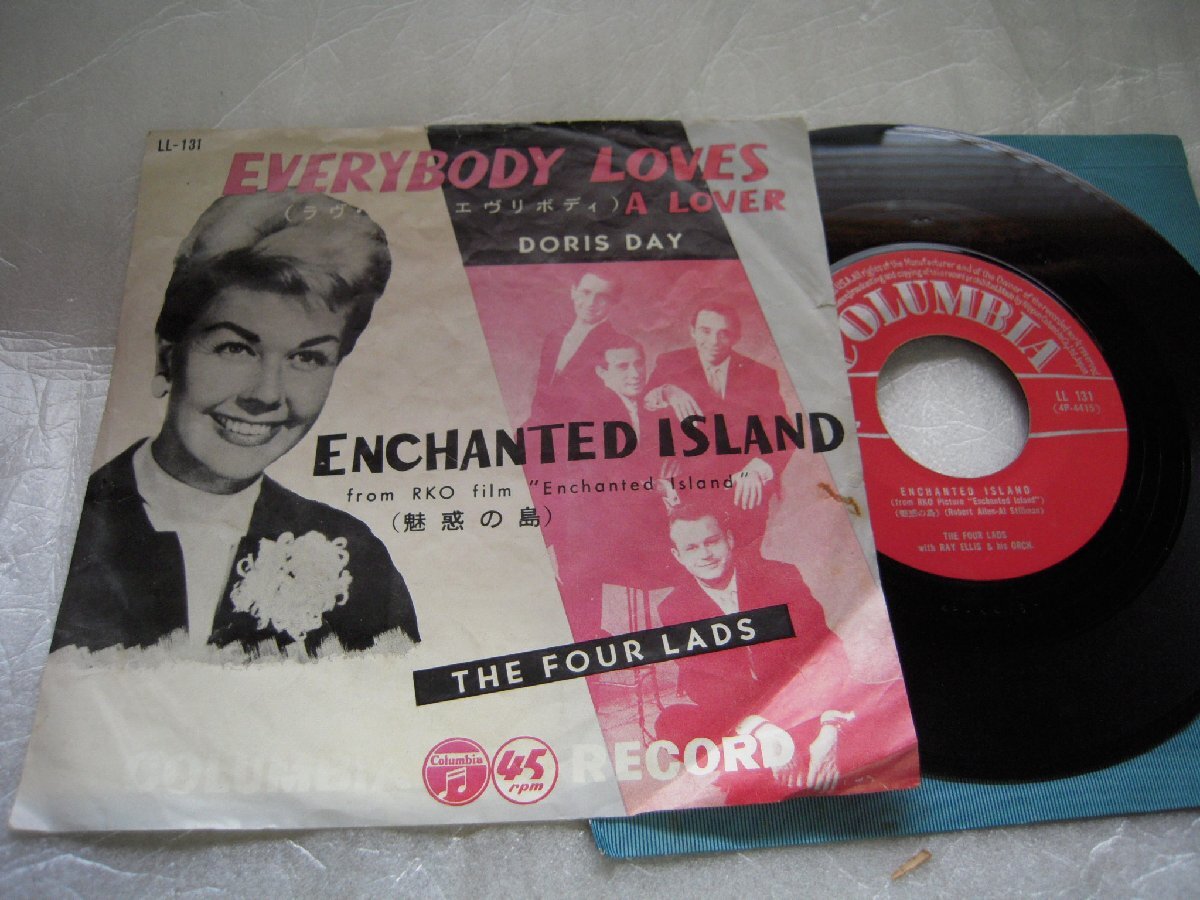 LL-131
EVERYBODY LOVES
(ラヴ エヴリボディ) A LOVER
DORIS DAY
ENCHANTED ISLAND
from RKO film "Enchanted Island"
(魅惑の島)
THE FOUR LADS
Columbia
45
rpm
RECORD
COLUMBIA
LL 131
(4P-4415)
ENCHANTED ISLAND
(from RKO Picture "Enchanted Island")
(魅惑の島) (Robert Allen-Al Stillman)
THE FOUR LADS
with RAY ELLIS & his ORCH.